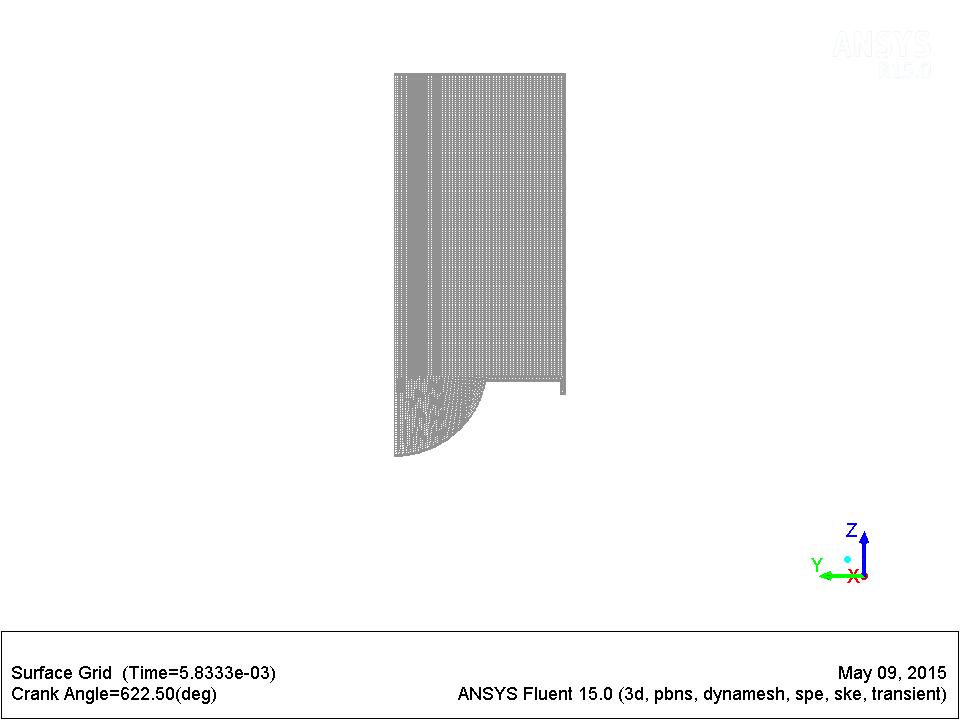 ANSYS
R15.0
Z
Y
X
Surface Grid  (Time=5.8333e-03)
Crank Angle=622.50(deg)
May 09, 2015
ANSYS Fluent 15.0 (3d, pbns, dynamesh, spe, ske, transient)